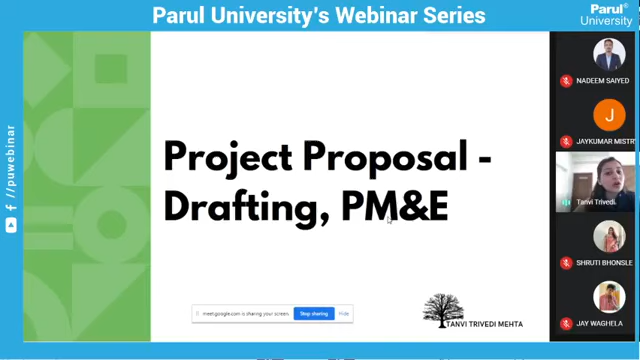 Parul University's Webinar Series
Parul®
University
Project Proposal -
Drafting, PM&E
meet.google.com is sharing your screen.
Stop sharing
Hide
TANVI TRIVEDI MEHTA
NADEEM SAIYED
J
JAYKUMAR MISTRY
Tanvi Trivedi
SHRUTI BHONSLE
JAY WAGHELA
/puwebinar